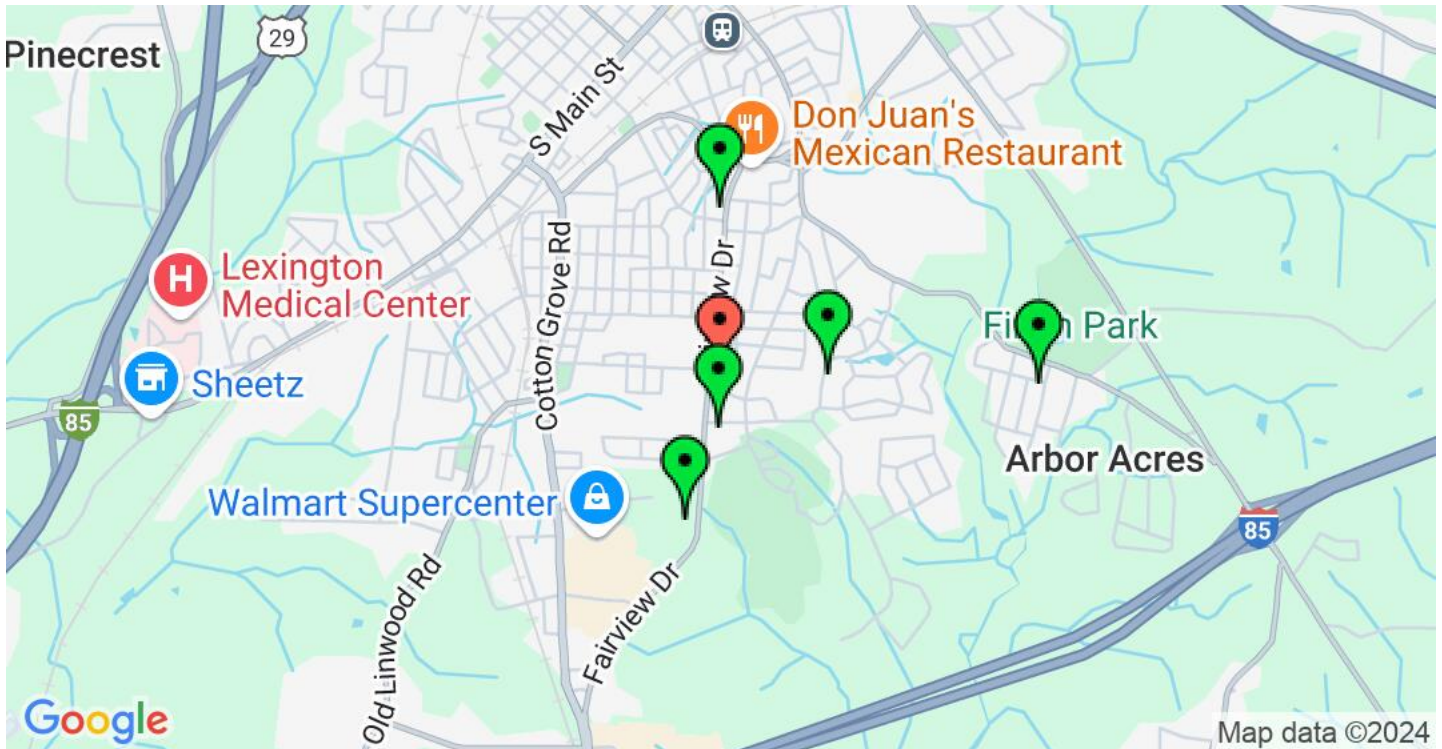 Pinecrest
29
S Main St
Don Juan's
Mexican Restaurant
Cotton Grove Rd
Dr
H
Lexington
Medical Center
Park
Sheetz
85
Arbor Acres
Walmart Supercenter
85
Fairview Dr
Old Linwood Rd
Google
Map data ©2024